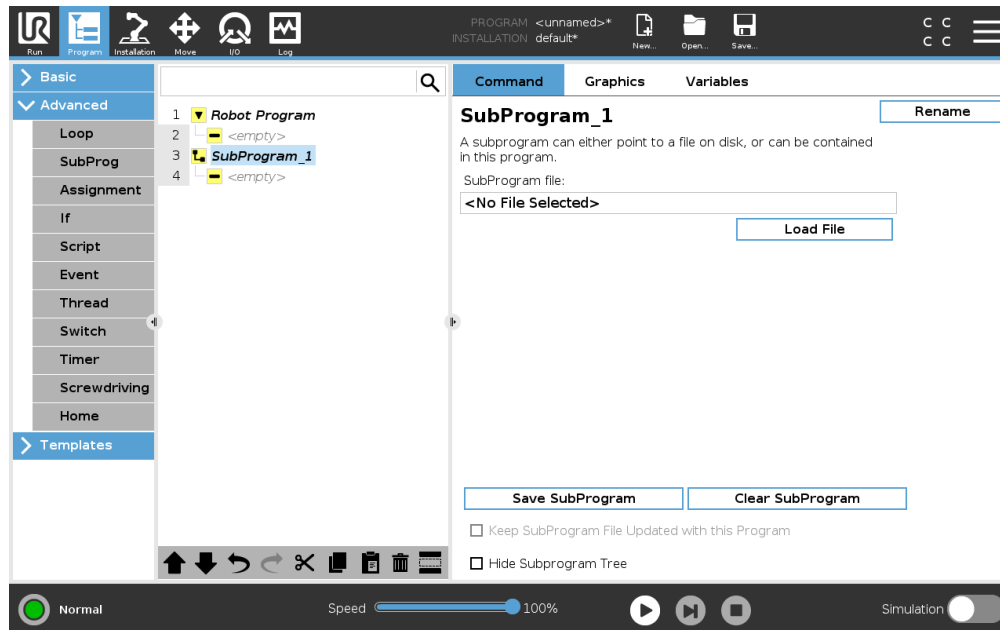 UR
PROGRAM <unnamed>*
INSTALLATION default*
C C
C C
Run Program Installation Move I/O Log New... Open... Save...
Basic
Advanced
Loop
SubProg
Assignment
If
Script
Event
Thread
Switch
Timer
Screwdriving
Home
Templates
1 Robot Program
2 <empty>
3 SubProgram_1
4 <empty>
Command Graphics Variables
SubProgram_1
Rename
A subprogram can either point to a file on disk, or can be contained
in this program.
SubProgram file:
<No File Selected>
Load File
Save SubProgram Clear SubProgram
Keep SubProgram File Updated with this Program
Hide Subprogram Tree
Normal
Speed 100%
Simulation